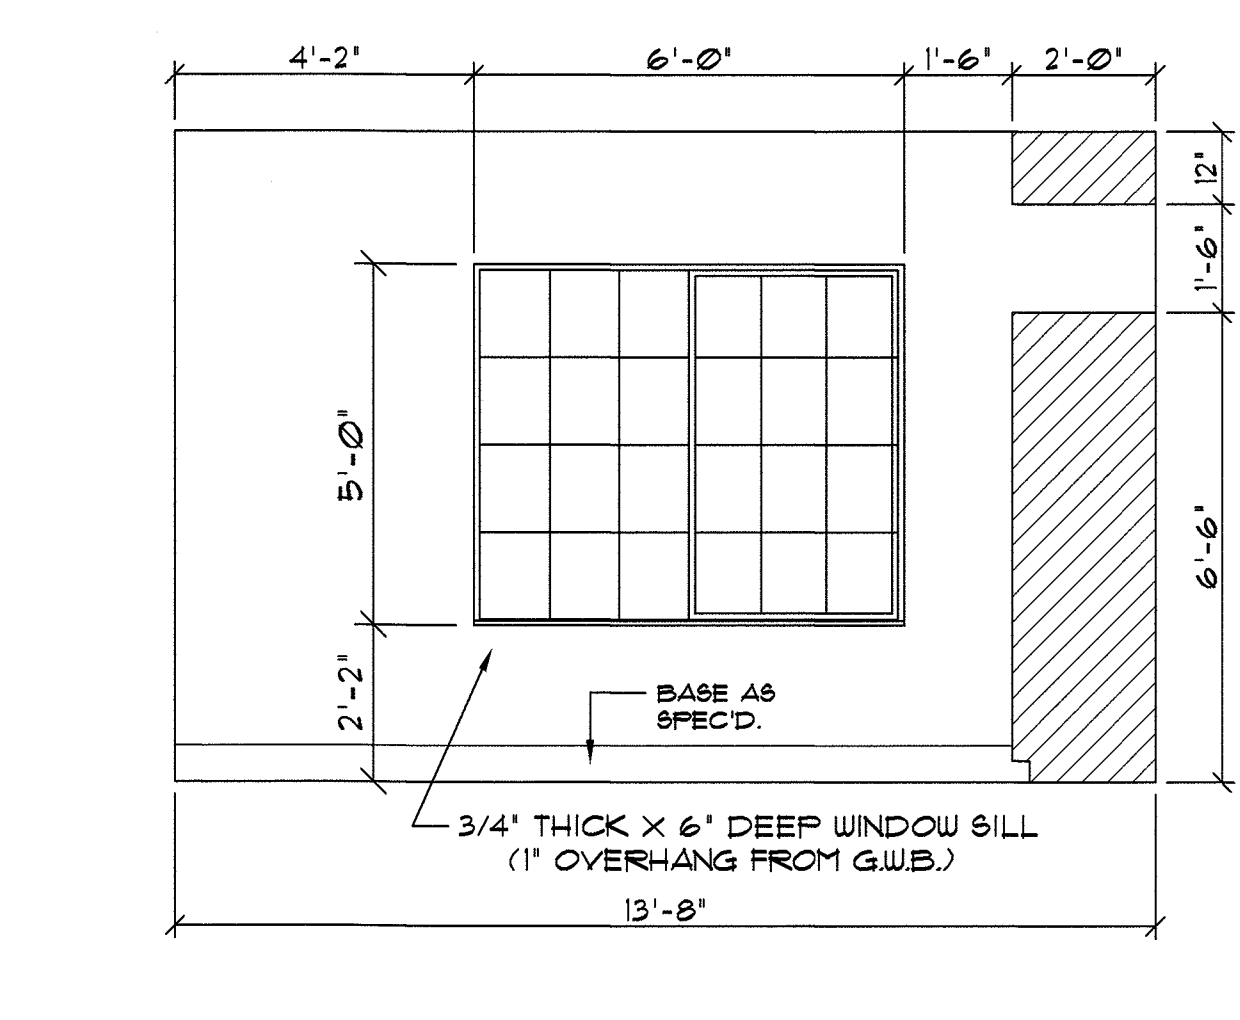 4'-2"
6'-0"
1'-6"
2'-0"
12"
1'-6"
5'-0"
6'-6"
2'-2"
BASE AS
SPEC'D.
3/4" THICK X 6" DEEP WINDOW SILL
(1" OVERHANG FROM G.W.B.)
13'-8"